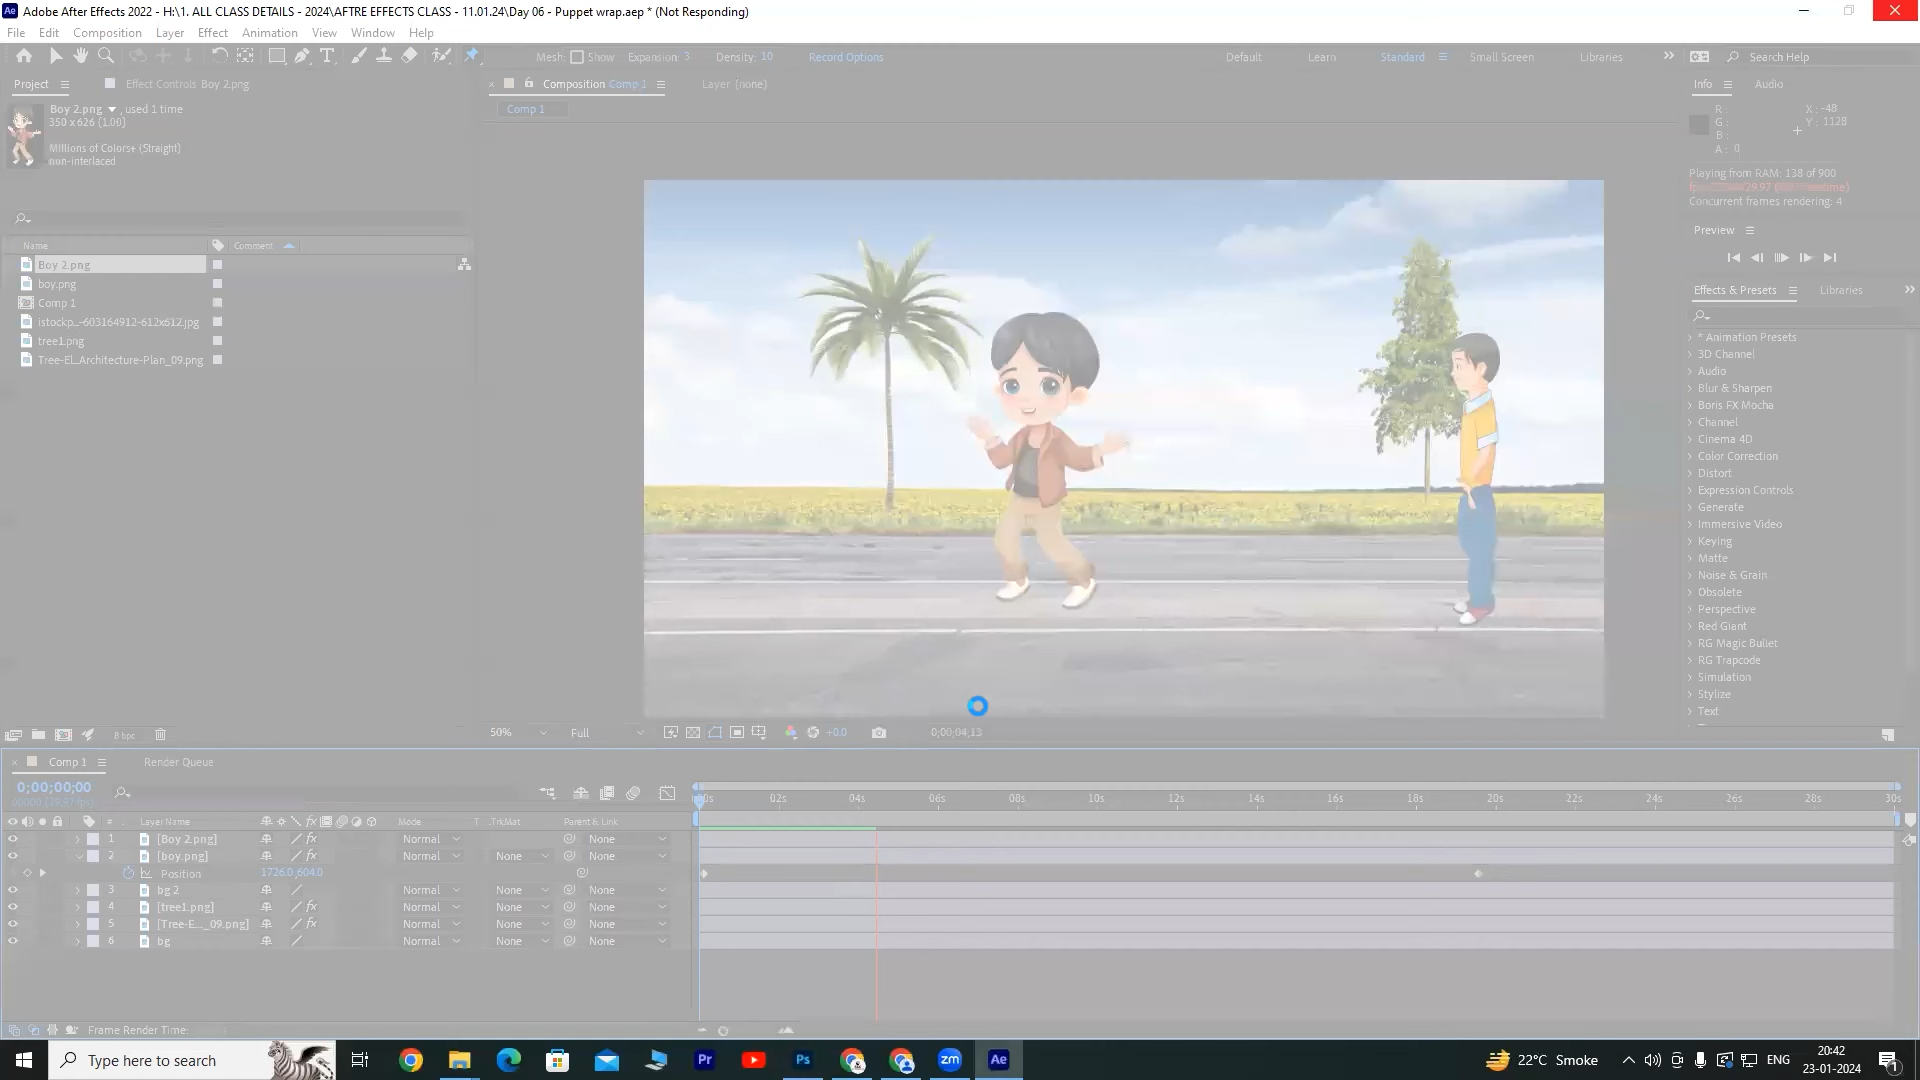 Adobe After Effects 2022 - H:\1. ALL CLASS DETAILS - 2024\AFTRE EFFECTS CLASS - 11.01.24\Day 06 - Puppet wrap.aep * (Not Responding)
File Edit Composition Layer Effect Animation View Window Help
Mesh: Show Expansion: 3 Density: 10 Record Options Default Learn Standard Small Screen Libraries Search Help
Project Effect Controls Boy 2.png Composition Comp 1 Layer (none) Info Audio
Boy 2.png , used 1 time
350 x 626 (1.00)
Millions of Colors+ (Straight)
non-interlaced
Comp 1
R :
G :
B :
A : 0
X : -48
Y : 1128
Playing from RAM: 138 of 900
29.97
Concurrent frames rendering: 4
Preview
Name Comment
Boy 2.png
boy.png
Comp 1
istockp...-603164912-612x612.jpg
tree1.png
Tree-El...Architecture-Plan_09.png
Effects & Presets Libraries
* Animation Presets
3D Channel
Audio
Blur & Sharpen
Boris FX Mocha
Channel
Cinema 4D
Color Correction
Distort
Expression Controls
Generate
Immersive Video
Keying
Matte
Noise & Grain
Obsolete
Perspective
Red Giant
RG Magic Bullet
RG Trapcode
Simulation
Stylize
Text
8 bpc 50% Full +0.0 0;00;04;13
Comp 1 Render Queue
0;00;00;00
00000 (29.97 fps)
02s 04s 06s 08s 10s 12s 14s 16s 18s 20s 22s 24s 26s 28s 30s
# Layer Name Mode T .TrkMat Parent & Link
1 [Boy 2.png] Normal None
2 [boy.png] Normal None None
Position 1726.0,604.0
3 bg 2 Normal None None
4 [tree1.png] Normal None None
5 [Tree-E..._09.png] Normal None None
6 bg Normal None None
Frame Render Time:
Type here to search
22°C Smoke
ENG
20:42
23-01-2024